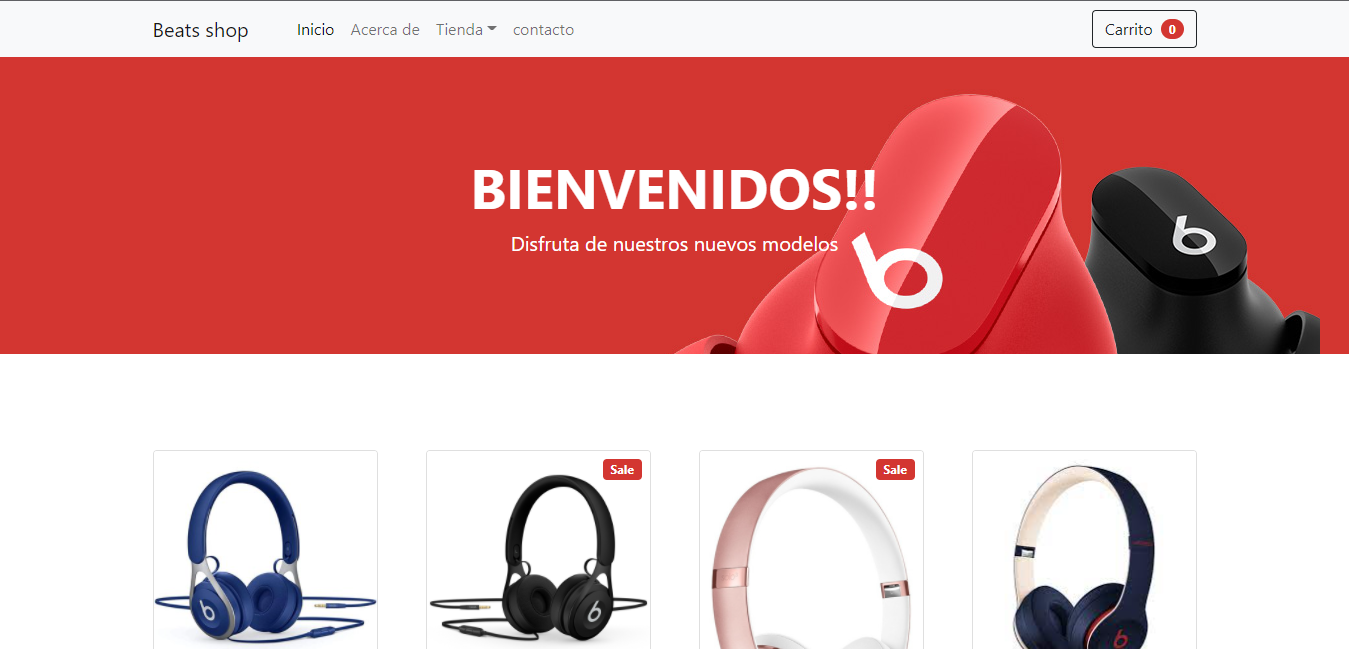 Beats shop
Inicio
Acerca de
Tienda
contacto
Carrito 0
BIENVENIDOS!!
Disfruta de nuestros nuevos modelos
Sale
Sale